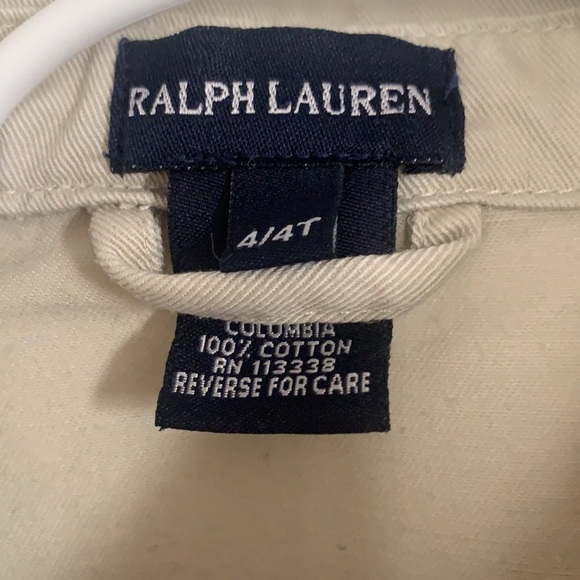 RALPH LAUREN
4/4T
COLOMBIA
100% COTTON
RN 113338
REVERSE FOR CARE